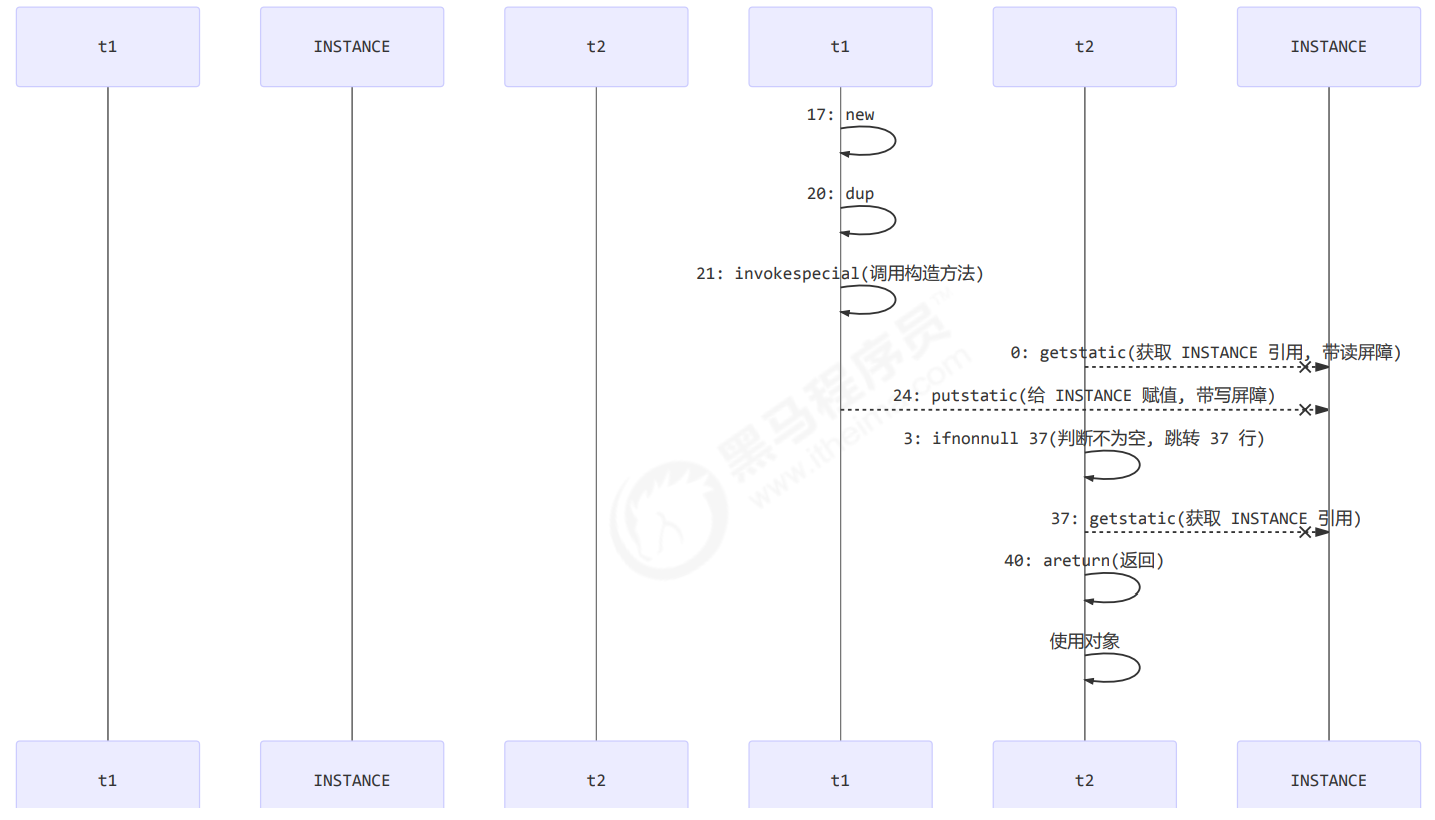 t1
INSTANCE
t2
t1
t2
INSTANCE
17: new
20: dup
21: invokespecial(调用构造方法)
0: getstatic(获取 INSTANCE 引用, 带读屏障)
24: putstatic(给 INSTANCE 赋值, 带写屏障)
3: ifnonnull 37(判断不为空, 跳转 37 行)
37: getstatic(获取 INSTANCE 引用)
40: areturn(返回)
使用对象
黑马程序员™
www.itheima.com
t1
INSTANCE
t2
t1
t2
INSTANCE